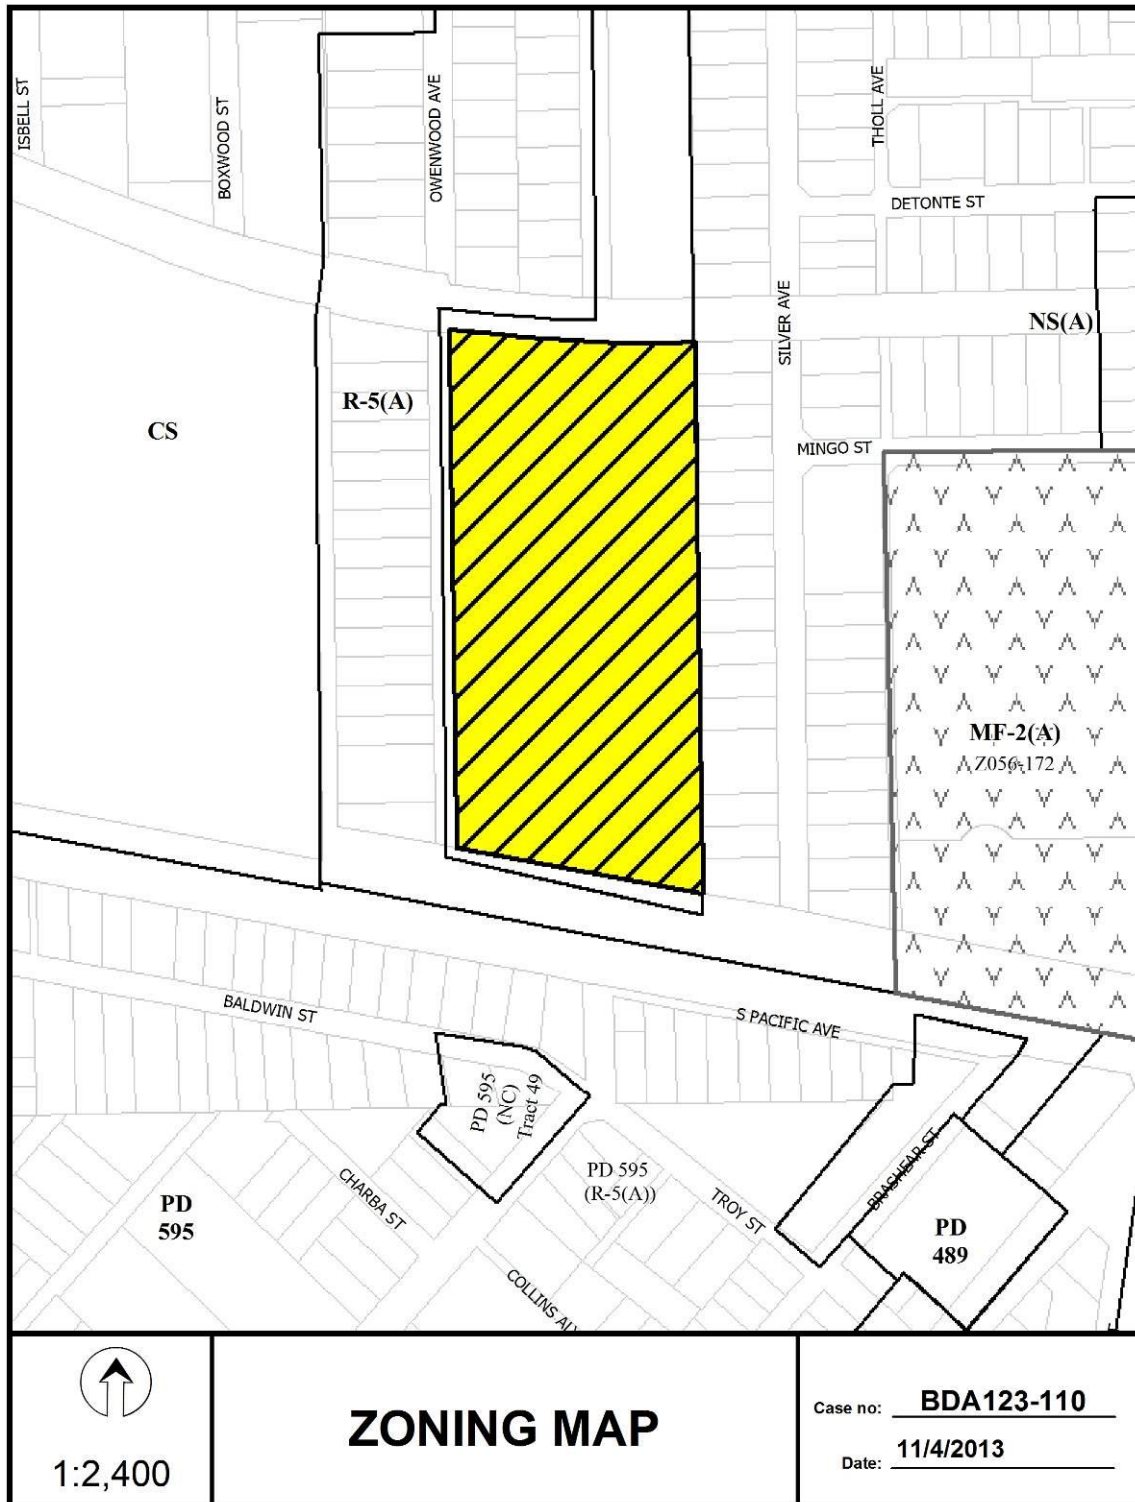 ISBELL ST
BOXWOOD ST
OWENWOOD AVE
THOLL AVE
DETONTE ST
SILVER AVE
NS(A)
R-5(A)
CS
MINGO ST
MF-2(A)
Z056-172
BALDWIN ST
S PACIFIC AVE
PD 595
(NC)
Tract 49
PD 595
(R-5(A))
CHARBA ST
TROY ST
BRASHEAR ST
PD
595
PD
489
COLLINS
1:2,400
ZONING MAP
Case no: BDA123-110
Date: 11/4/2013